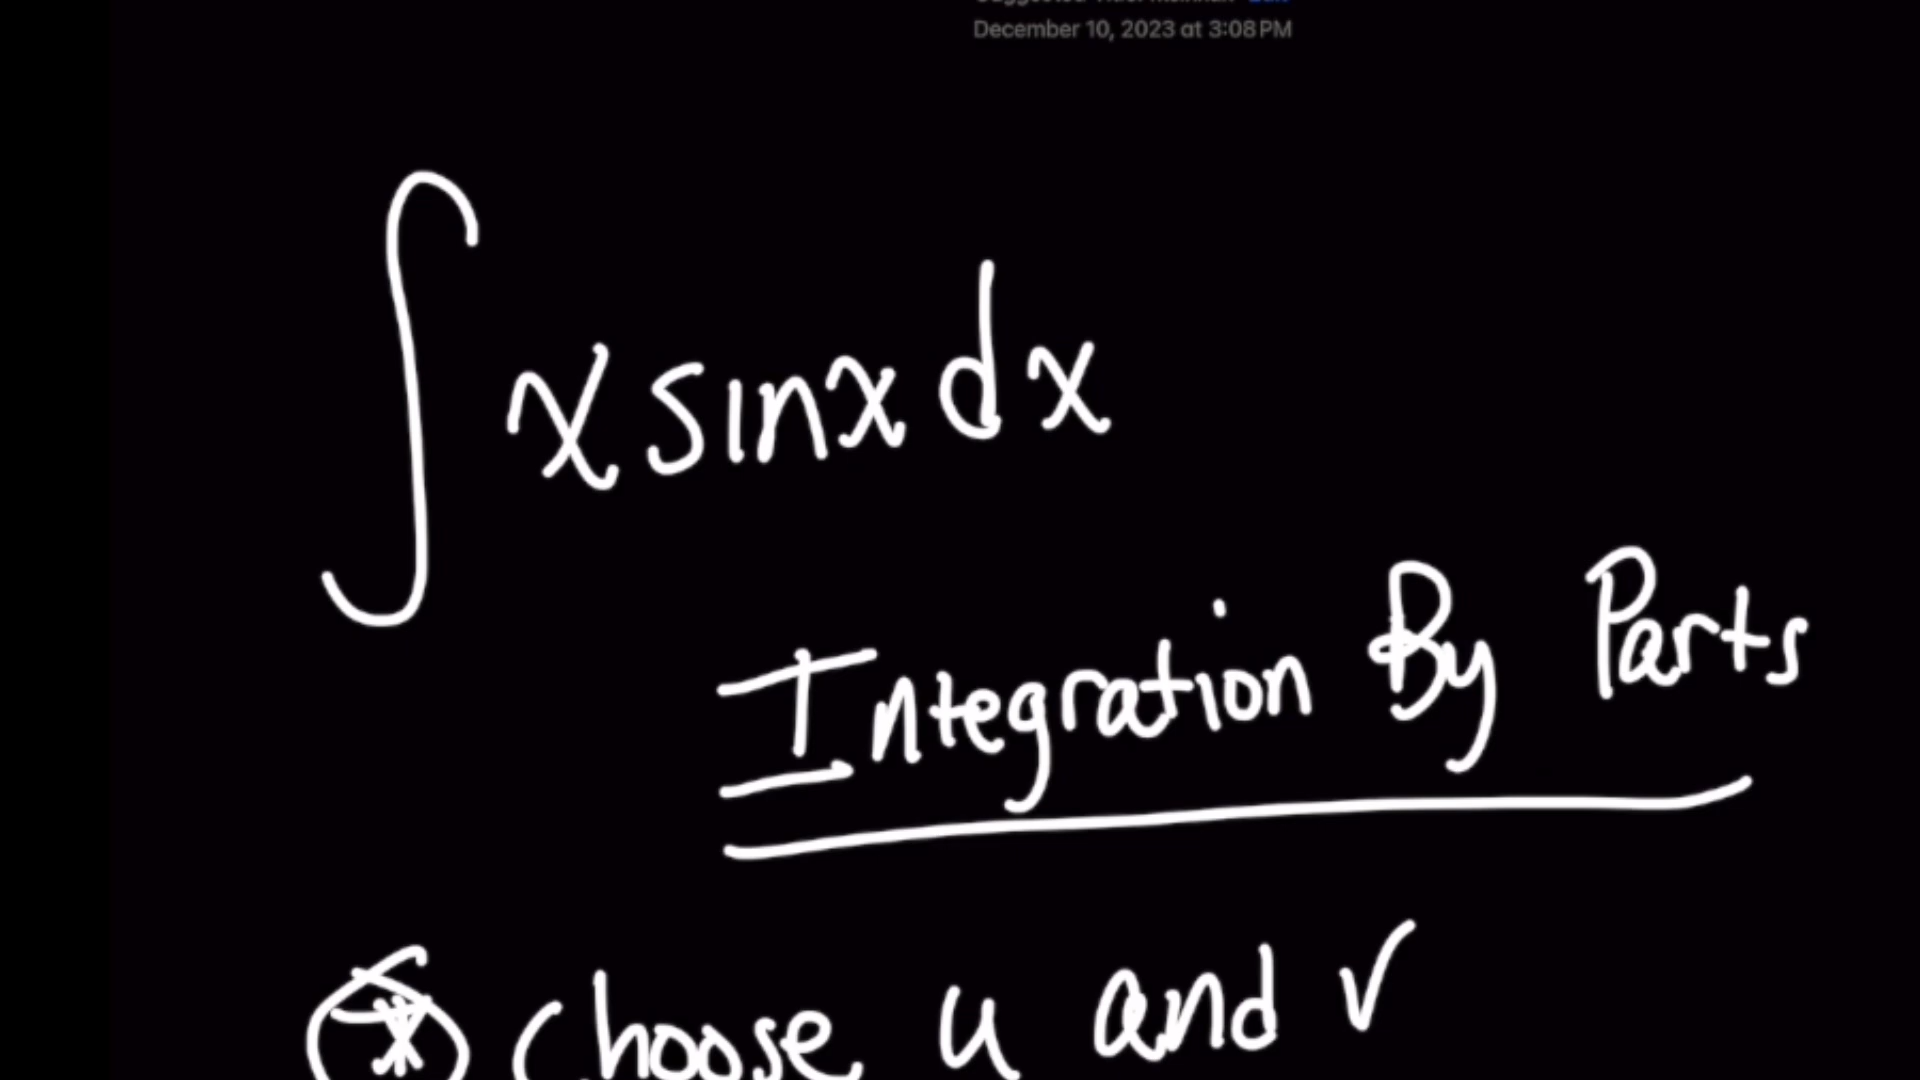 December 10, 2023 at 3:08 PM
∫ x sinx dx
Integration By Parts
Choose u and v